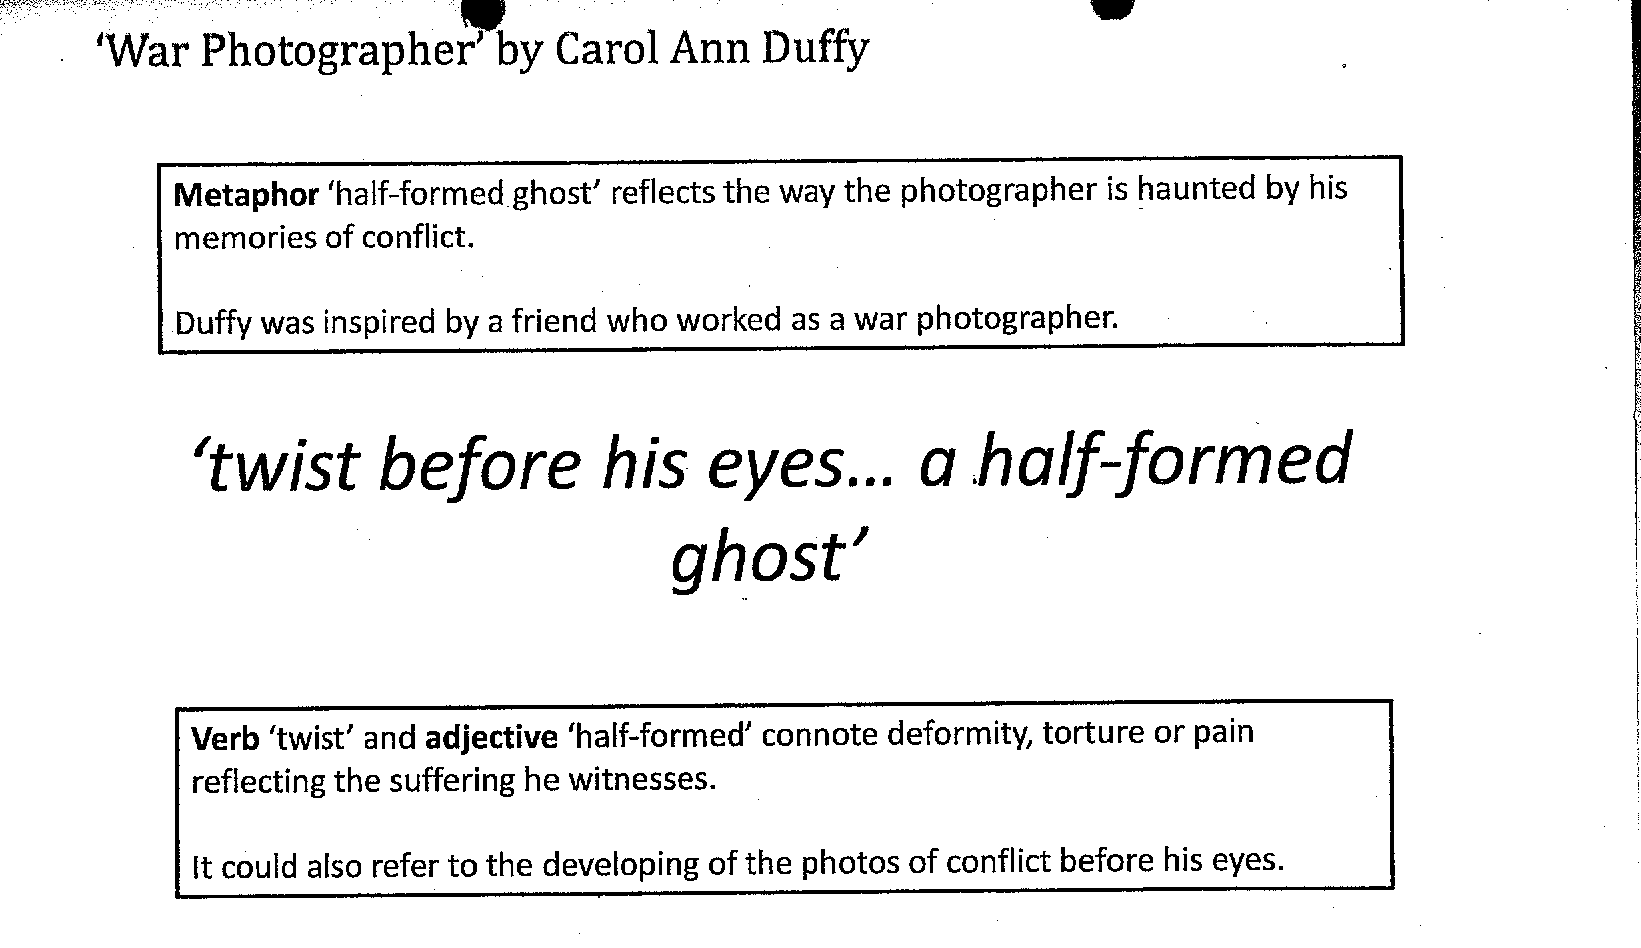 ‘War Photographer’ by Carol Ann Duffy
Metaphor ‘half-formed ghost’ reflects the way the photographer is haunted by his
memories of conflict.
Duffy was inspired by a friend who worked as a war photographer.
‘twist before his eyes... a half-formed
ghost’
Verb ‘twist’ and adjective ‘half-formed’ connote deformity, torture or pain
reflecting the suffering he witnesses.
It could also refer to the developing of the photos of conflict before his eyes.